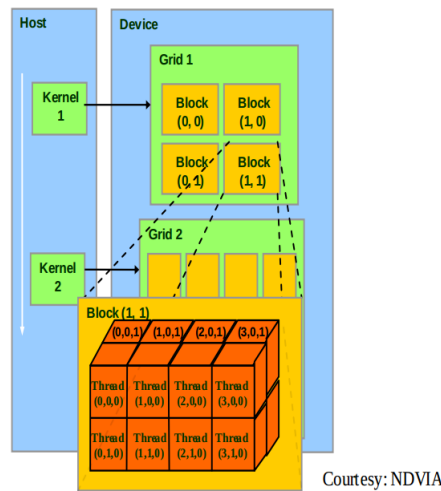 Host
Device
Grid 1
Kernel
1
Block
(0, 0)
Block
(1, 0)
Block
(0, 1)
Block
(1, 1)
Grid 2
Kernel
2
Block (1, 1)
(0,0,1) (1,0,1) (2,0,1) (3,0,1)
Thread
(0,0,0)
Thread
(1,0,0)
Thread
(2,0,0)
Thread
(3,0,0)
Thread
(0,1,0)
Thread
(1,1,0)
Thread
(2,1,0)
Thread
(3,1,0)
Courtesy: NDVIA